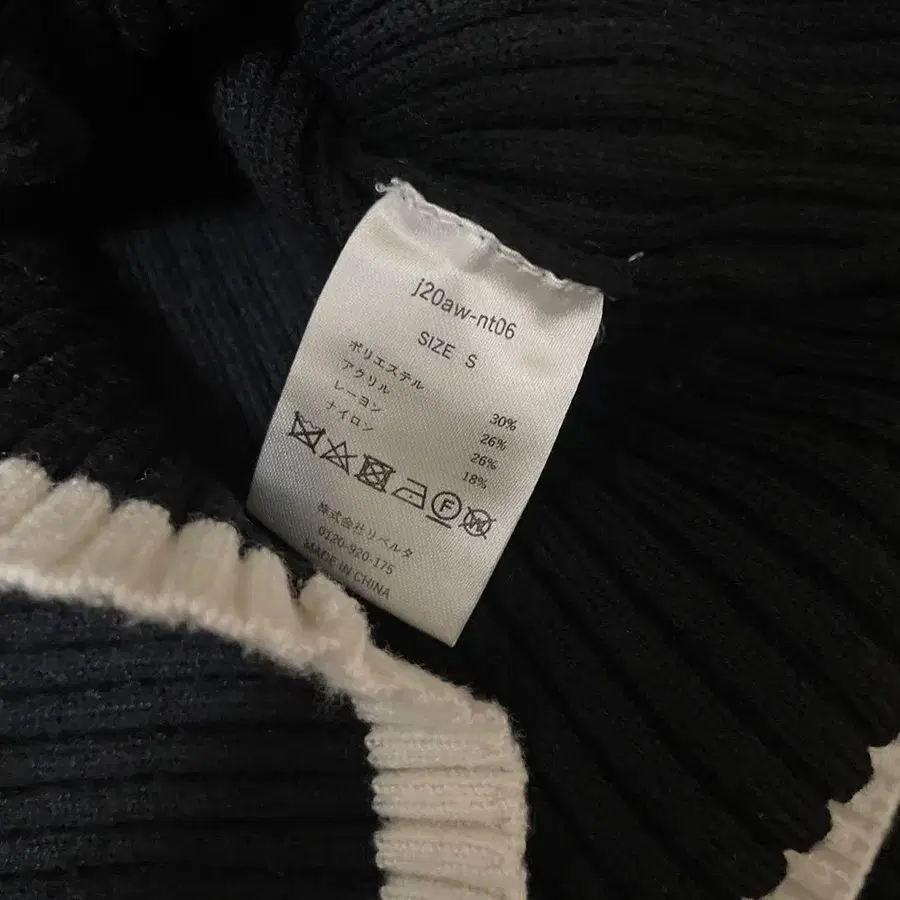 j20aw-nt06
SIZE S
ポリエステル 30%
アクリル 26%
レーヨン 26%
ナイロン 18%
F W
株式会社リベルタ
0120-920-175
MADE IN CHINA